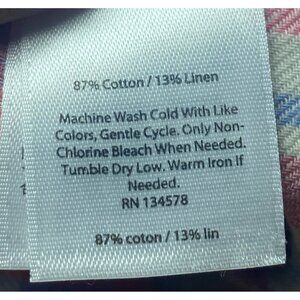 87% Cotton / 13% Linen
Machine Wash Cold With Like
Colors, Gentle Cycle. Only Non-
Chlorine Bleach When Needed.
Tumble Dry Low. Warm Iron If
Needed.
RN 134578
87% coton / 13% lin